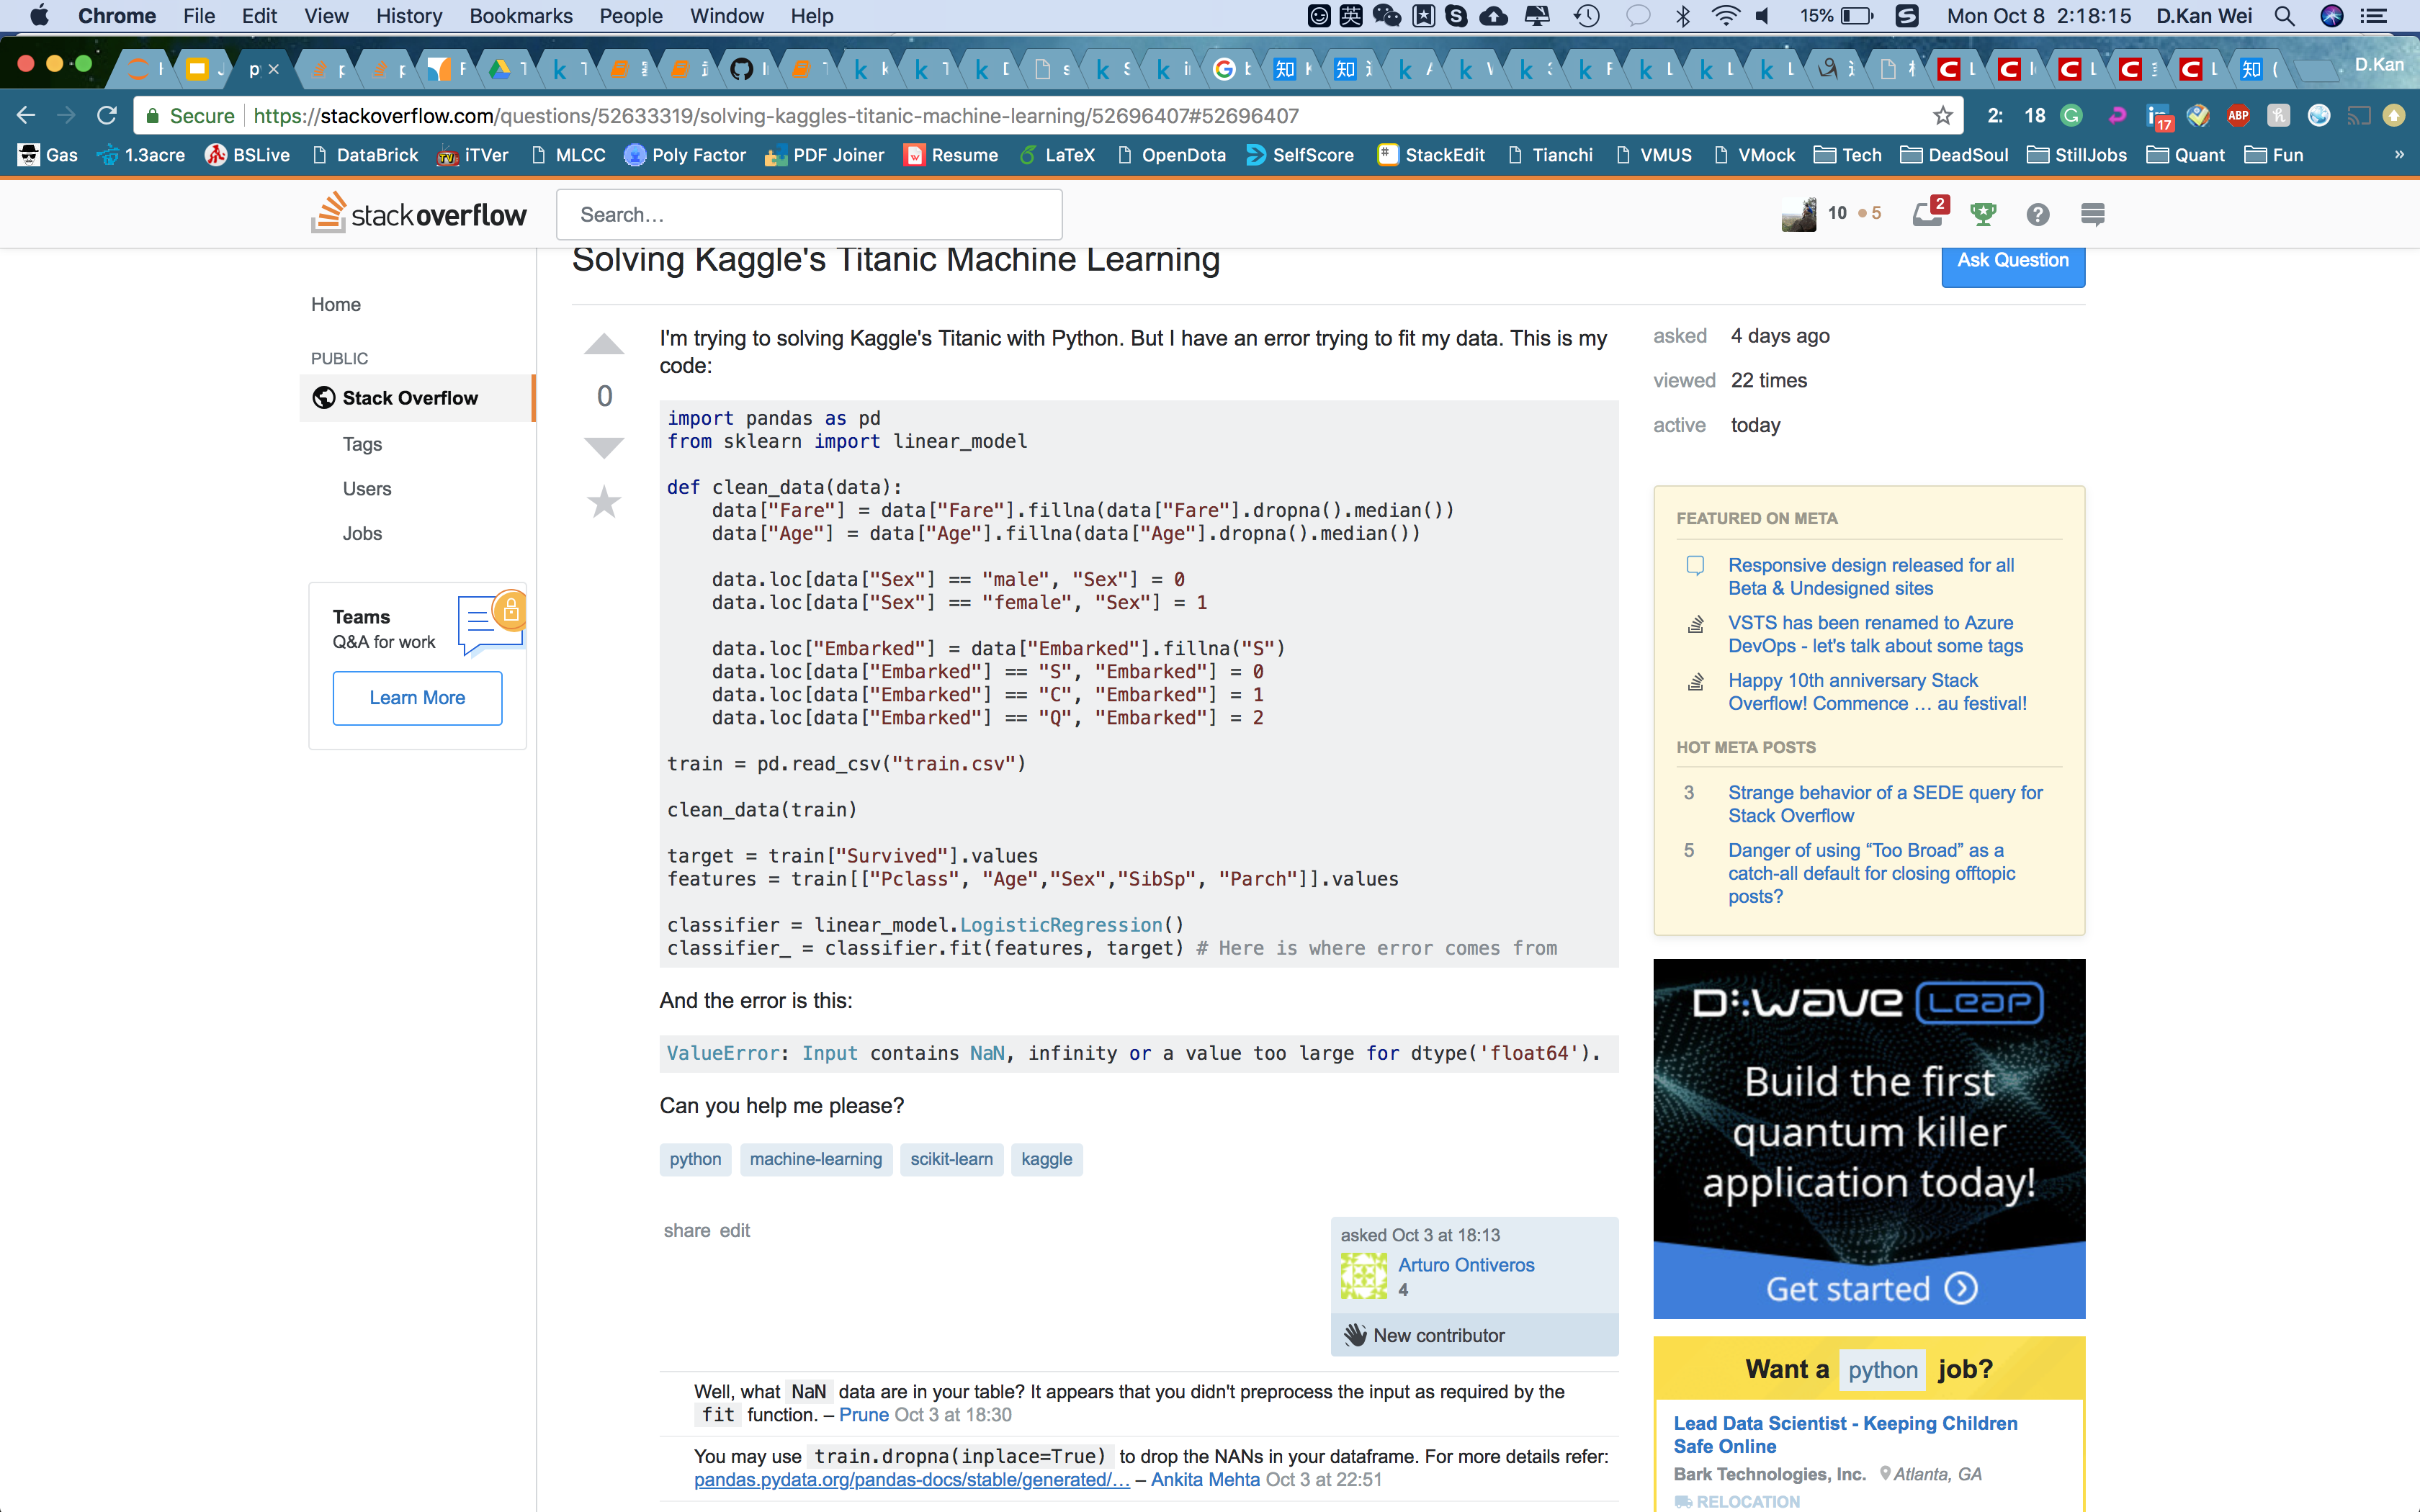 Chrome File Edit View History Bookmarks People Window Help
英
15%
Mon Oct 8 2:18:15
D.Kan Wei
D.Kan
Secure
https://stackoverflow.com/questions/52633319/solving-kaggles-titanic-machine-learning/52696407#52696407
2: 18
17
ABP
Gas 1.3acre BSLive DataBrick iTVer MLCC Poly Factor PDF Joiner Resume LaTeX OpenDota SelfScore StackEdit Tianchi VMUS VMock Tech DeadSoul StillJobs Quant Fun »
stackoverflow
Search…
10 5
2
Solving Kaggle's Titanic Machine Learning
Ask Question
Home
PUBLIC
Stack Overflow
Tags
Users
Jobs
Teams
Q&A for work
Learn More
0
I'm trying to solving Kaggle's Titanic with Python. But I have an error trying to fit my data. This is my
code:
import pandas as pd
from sklearn import linear_model
def clean_data(data):
data["Fare"] = data["Fare"].fillna(data["Fare"].dropna().median())
data["Age"] = data["Age"].fillna(data["Age"].dropna().median())
data.loc[data["Sex"] == "male", "Sex"] = 0
data.loc[data["Sex"] == "female", "Sex"] = 1
data.loc["Embarked"] = data["Embarked"].fillna("S")
data.loc[data["Embarked"] == "S", "Embarked"] = 0
data.loc[data["Embarked"] == "C", "Embarked"] = 1
data.loc[data["Embarked"] == "Q", "Embarked"] = 2
train = pd.read_csv("train.csv")
clean_data(train)
target = train["Survived"].values
features = train[["Pclass", "Age","Sex","SibSp", "Parch"]].values
classifier = linear_model.LogisticRegression()
classifier_ = classifier.fit(features, target) # Here is where error comes from
And the error is this:
ValueError: Input contains NaN, infinity or a value too large for dtype('float64').
Can you help me please?
python machine-learning scikit-learn kaggle
share edit
asked Oct 3 at 18:13
Arturo Ontiveros
4
New contributor
Well, what NaN data are in your table? It appears that you didn't preprocess the input as required by the
fit function. – Prune Oct 3 at 18:30
You may use train.dropna(inplace=True) to drop the NANs in your dataframe. For more details refer:
pandas.pydata.org/pandas-docs/stable/generated/… – Ankita Mehta Oct 3 at 22:51
asked 4 days ago
viewed 22 times
active today
FEATURED ON META
Responsive design released for all
Beta & Undesigned sites
VSTS has been renamed to Azure
DevOps - let's talk about some tags
Happy 10th anniversary Stack
Overflow! Commence … au festival!
HOT META POSTS
3 Strange behavior of a SEDE query for
Stack Overflow
5 Danger of using “Too Broad” as a
catch-all default for closing offtopic
posts?
D:Wave Leap
Build the first
quantum killer
application today!
Get started
Want a python job?
Lead Data Scientist - Keeping Children
Safe Online
Bark Technologies, Inc. Atlanta, GA
RELOCATION